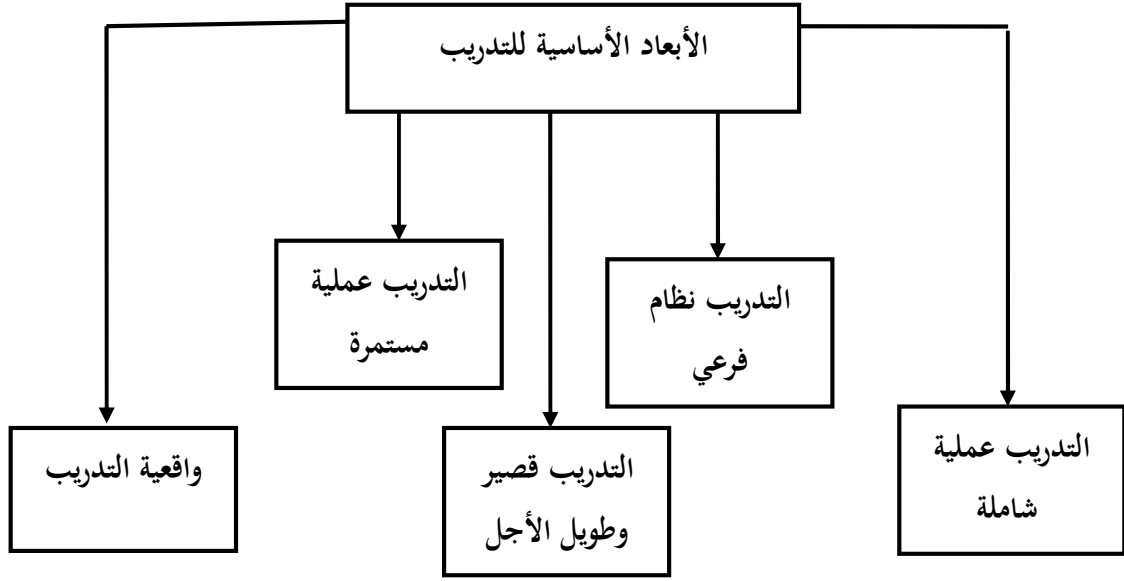 الأبعاد الأساسية للتدريب
التدريب عملية
شاملة
التدريب نظام
فرعي
التدريب قصير
وطويل الأجل
التدريب عملية
مستمرة
واقعية التدريب